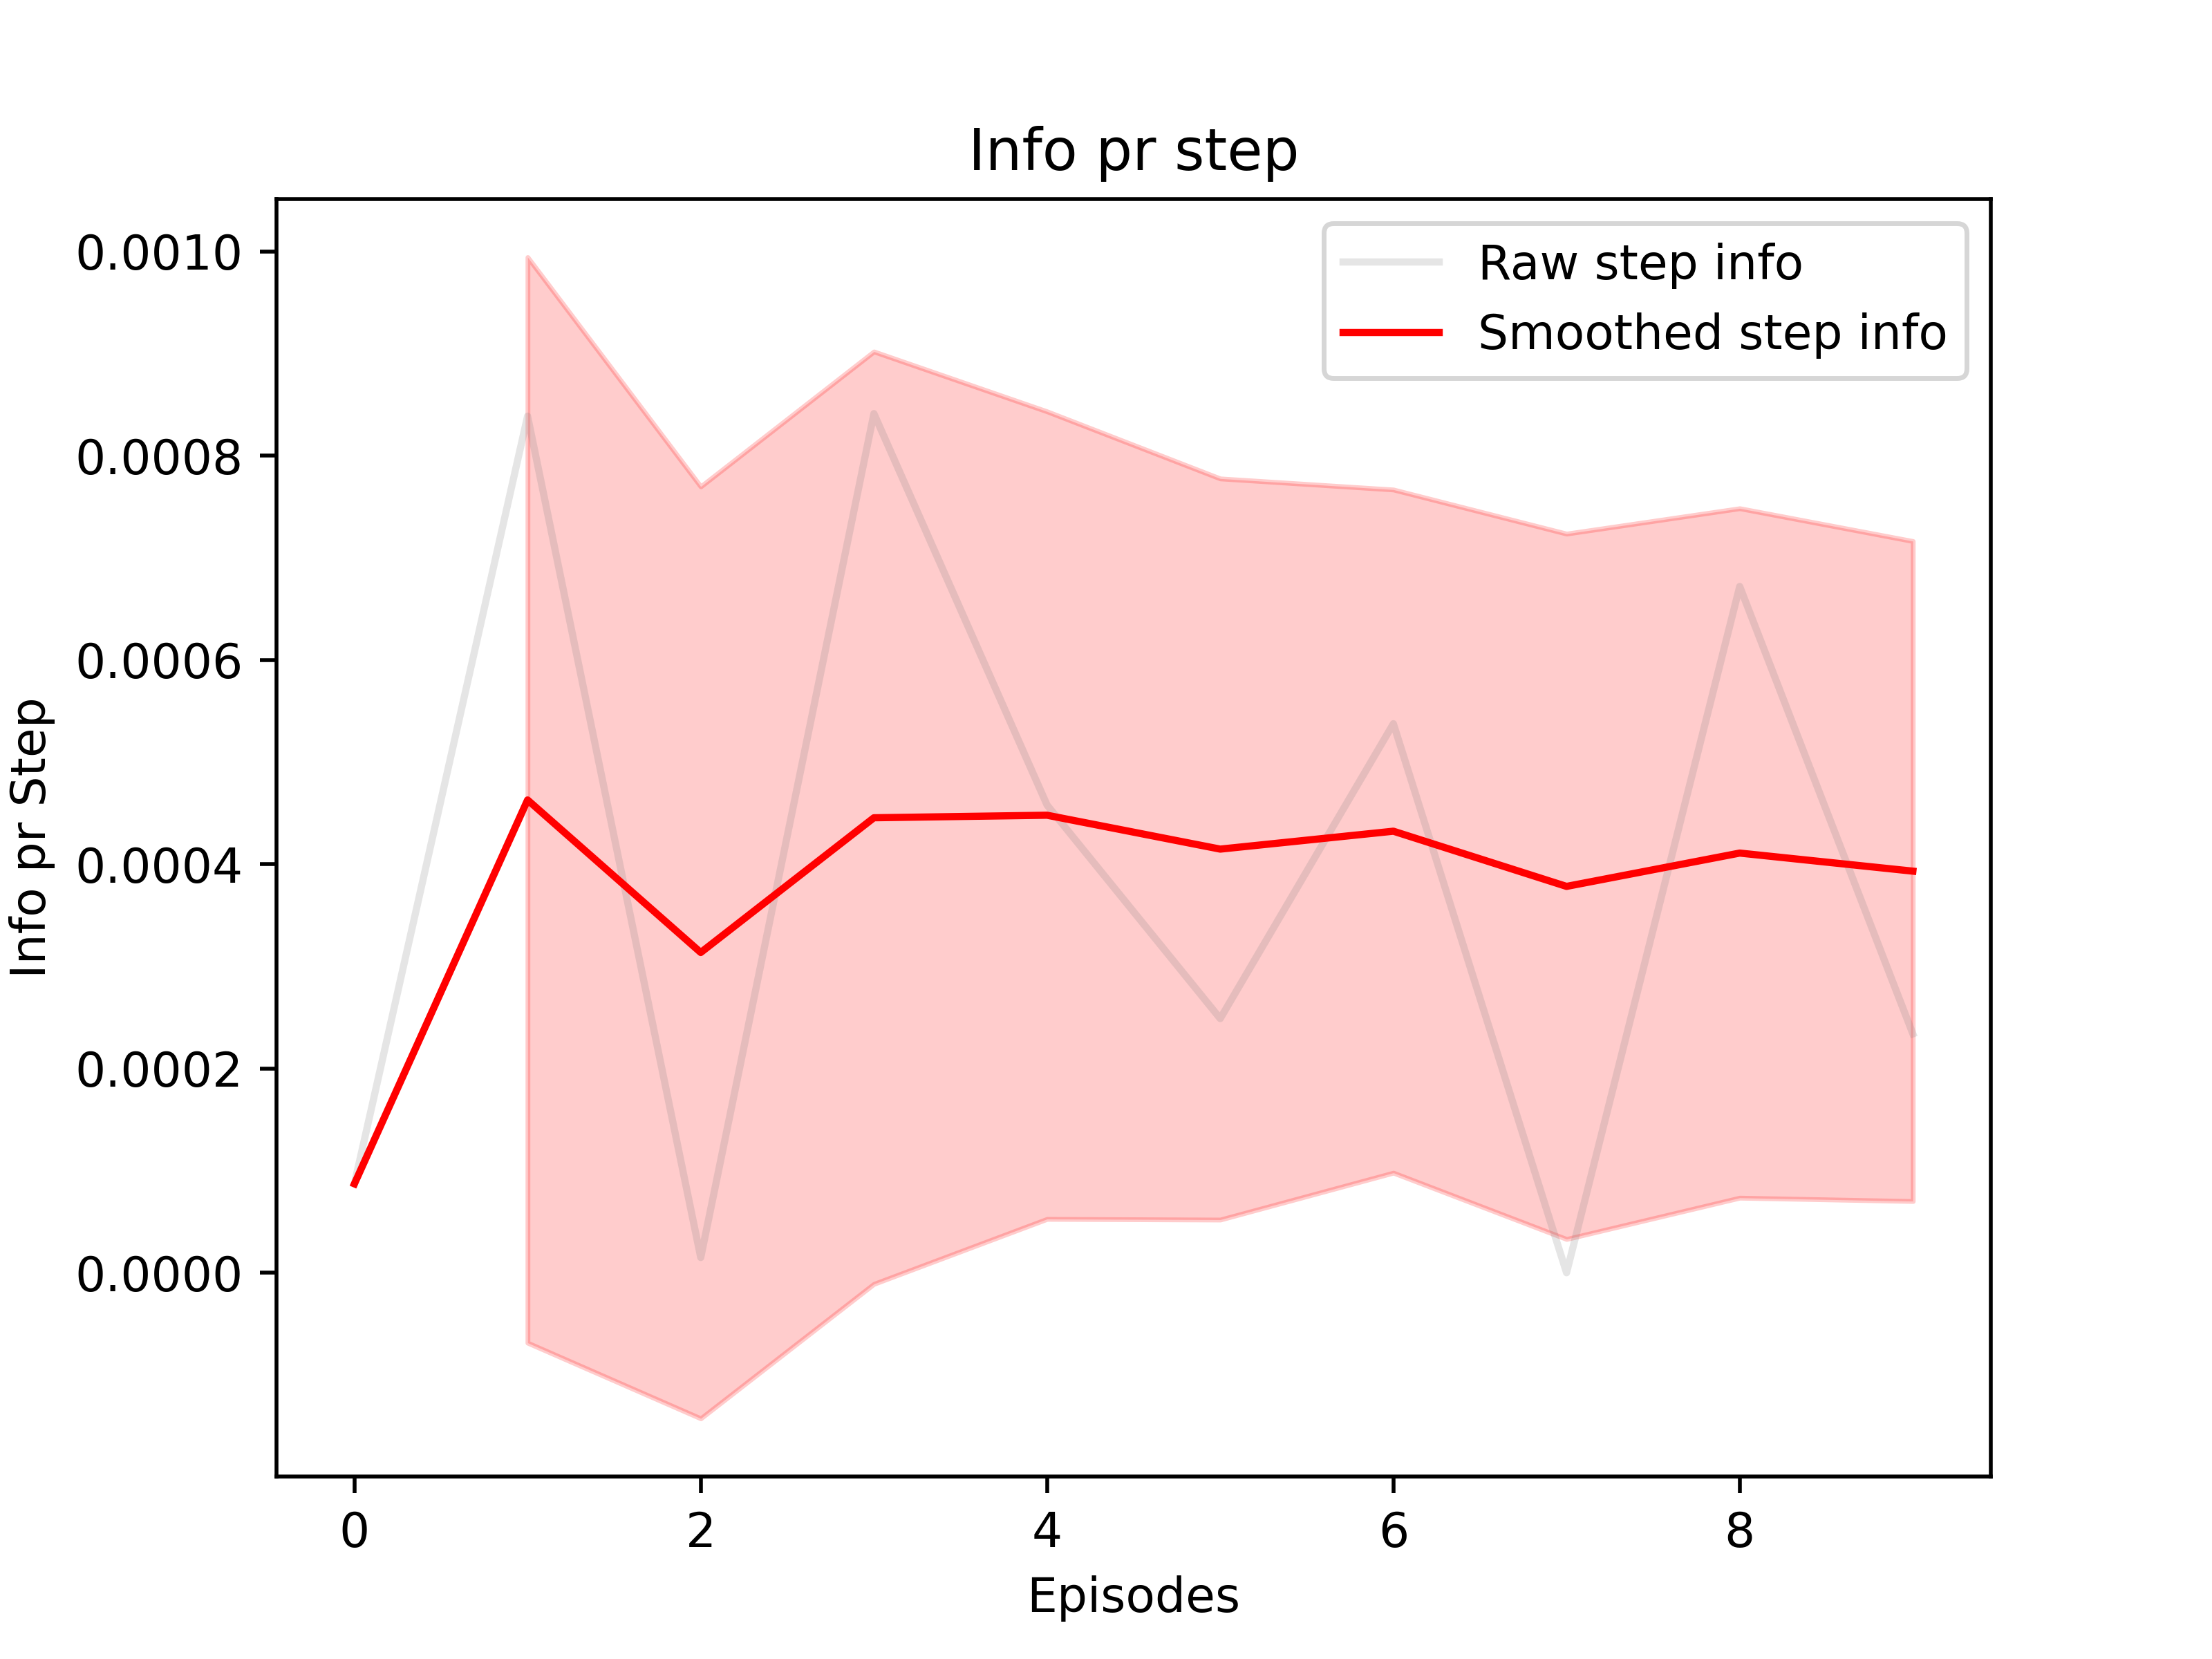 Info pr step
Raw step info
Smoothed step info
0.0010
0.0008
0.0006
0.0004
0.0002
0.0000
Info pr Step
0 2 4 6 8
Episodes